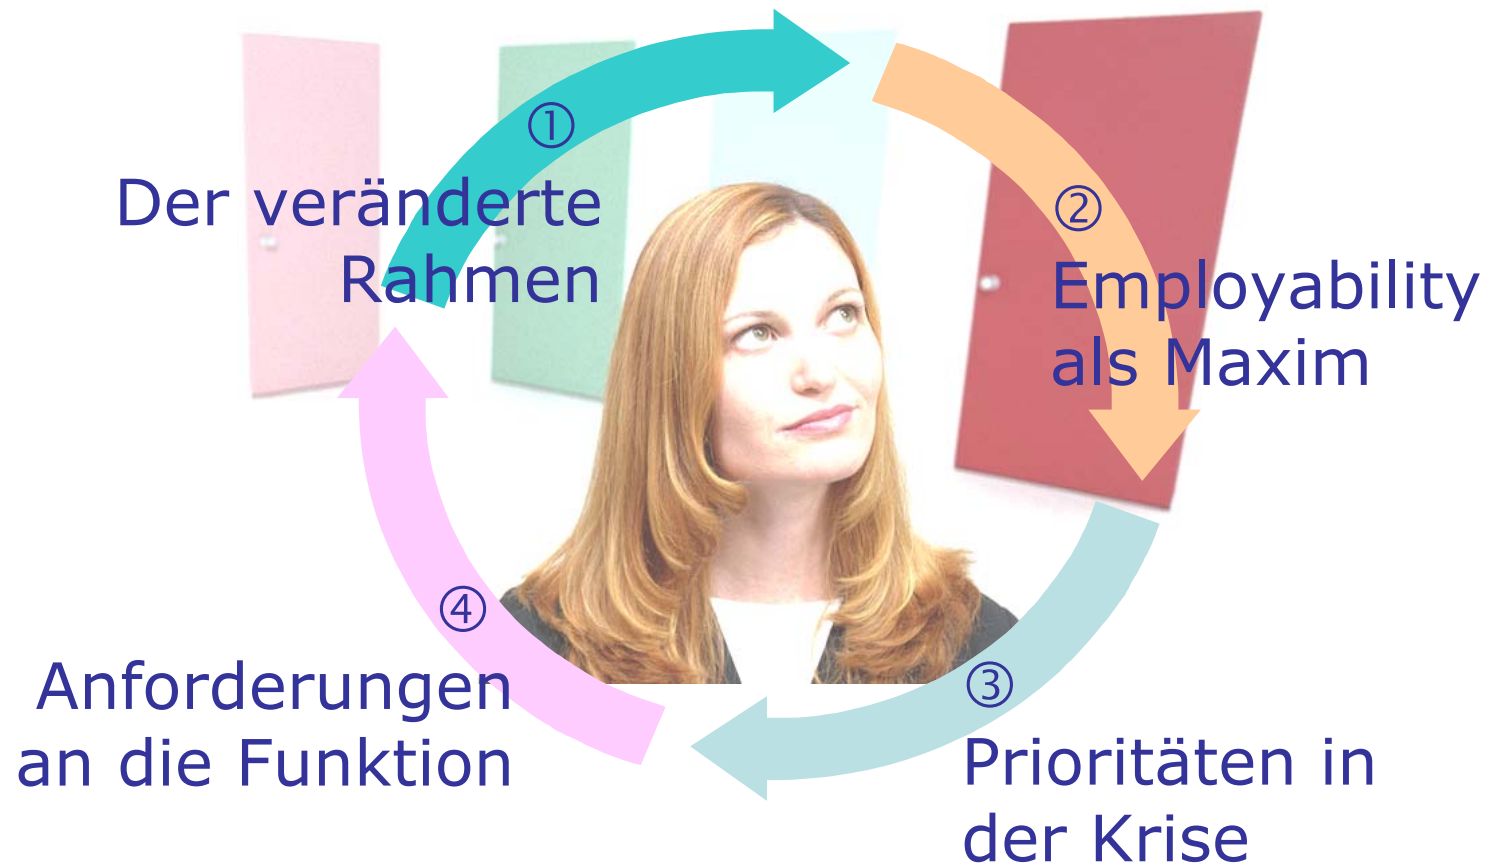 ①
Der veränderte
Rahmen
②
Employability
als Maxim
③
Prioritäten in
der Krise
④
Anforderungen
an die Funktion